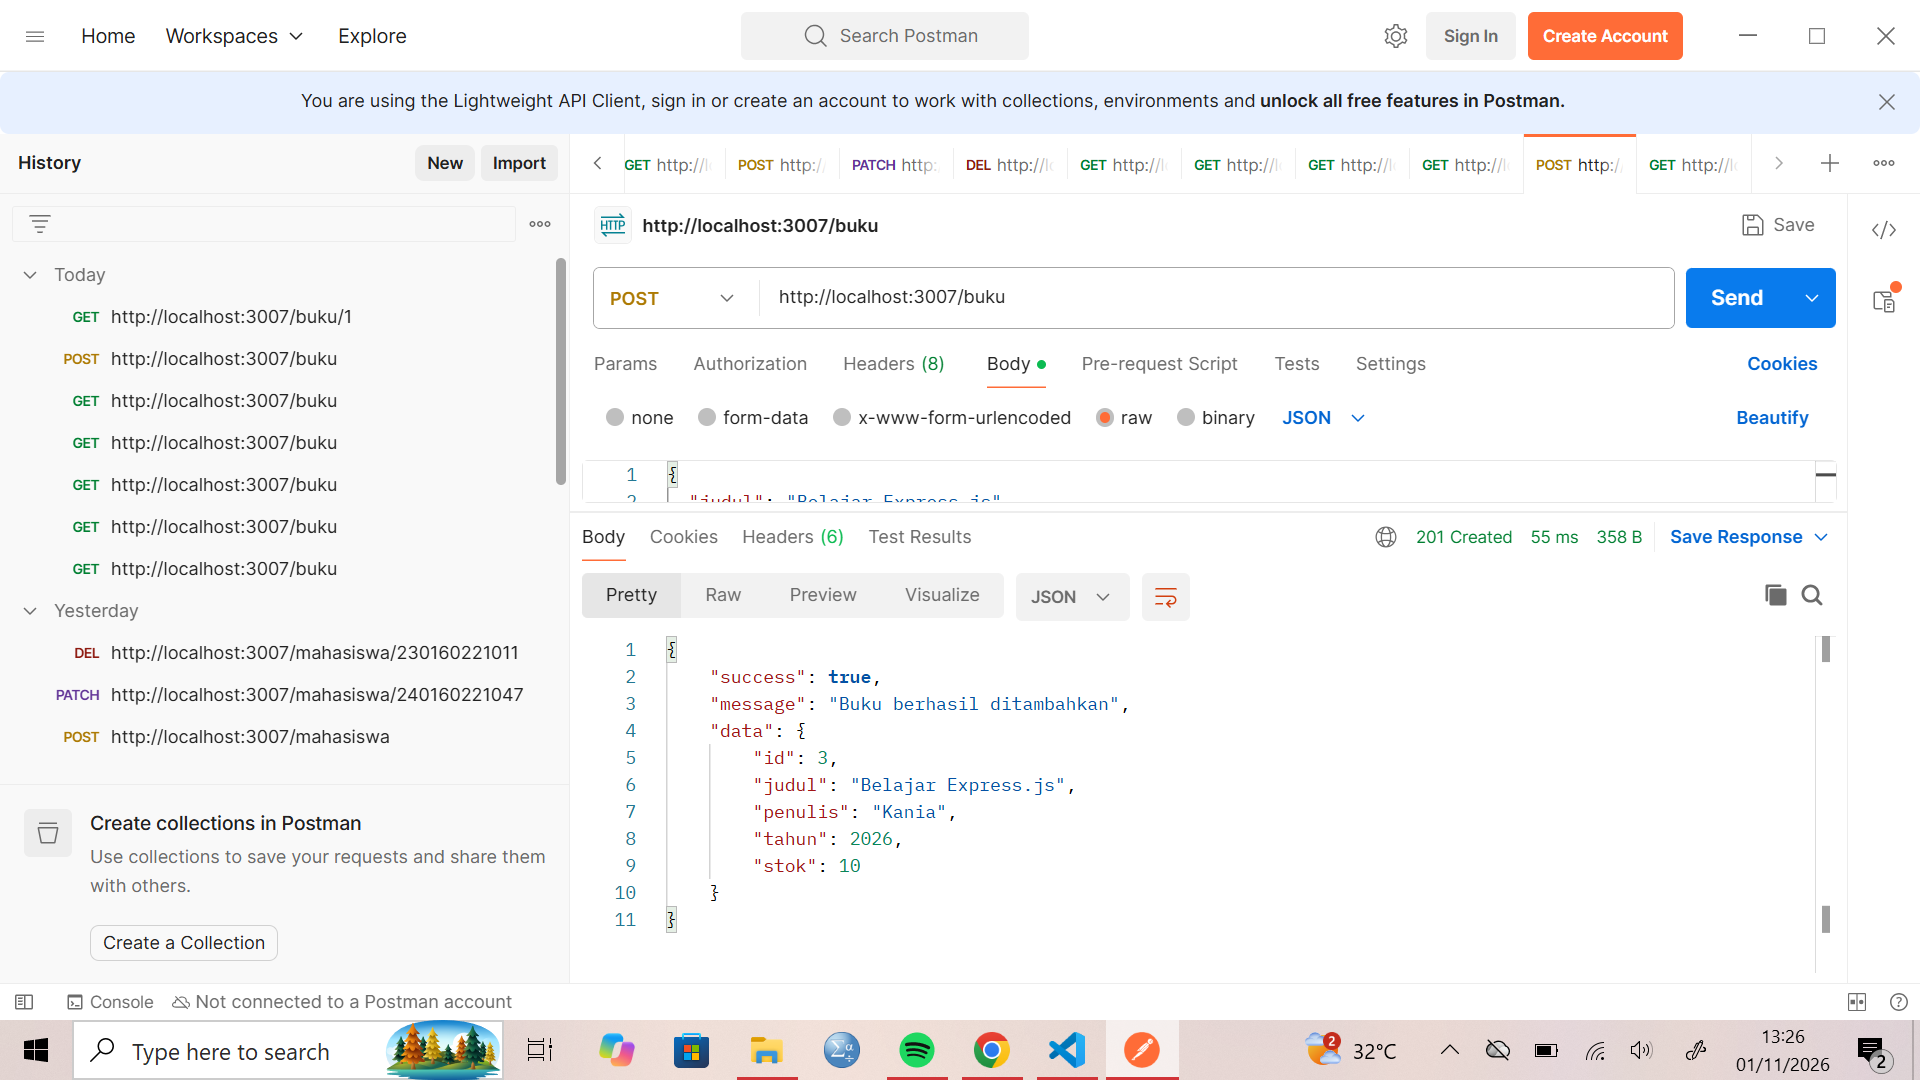 Home Workspaces Explore Search Postman Sign In Create Account
You are using the Lightweight API Client, sign in or create an account to work with collections, environments and unlock all free features in Postman.
History New Import
GET http://l POST http:/ PATCH http: DEL http://l GET http://l GET http://l GET http://l GET http://l POST http:/ GET http://l
HTTP http://localhost:3007/buku Save
POST http://localhost:3007/buku Send
Params Authorization Headers (8) Body Pre-request Script Tests Settings Cookies
none form-data x-www-form-urlencoded raw binary JSON Beautify
1 {
2 "judul": "Belajar Express.js"
Today
GET http://localhost:3007/buku/1
POST http://localhost:3007/buku
GET http://localhost:3007/buku
GET http://localhost:3007/buku
GET http://localhost:3007/buku
GET http://localhost:3007/buku
GET http://localhost:3007/buku
Yesterday
DEL http://localhost:3007/mahasiswa/230160221011
PATCH http://localhost:3007/mahasiswa/240160221047
POST http://localhost:3007/mahasiswa
Create collections in Postman
Use collections to save your requests and share them
with others.
Create a Collection
Body Cookies Headers (6) Test Results 201 Created 55 ms 358 B Save Response
Pretty Raw Preview Visualize JSON
1 {
2 "success": true,
3 "message": "Buku berhasil ditambahkan",
4 "data": {
5 "id": 3,
6 "judul": "Belajar Express.js",
7 "penulis": "Kania",
8 "tahun": 2026,
9 "stok": 10
10 }
11 }
Console Not connected to a Postman account
Type here to search 2 32°C 13:26
01/11/2026 2